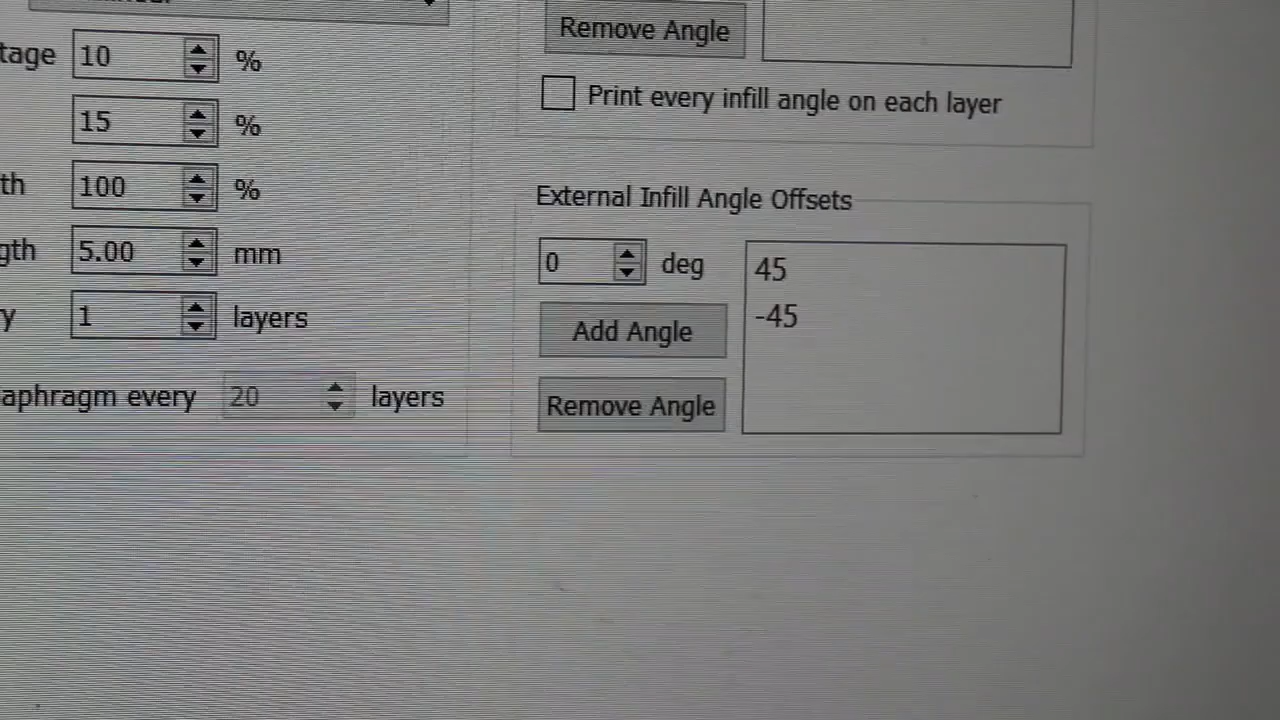 tage 10 %
15 %
th 100 %
gth 5.00 mm
y 1 layers
aphragm every 20 layers
Remove Angle
Print every infill angle on each layer
External Infill Angle Offsets
0 deg
Add Angle
Remove Angle
45
-45